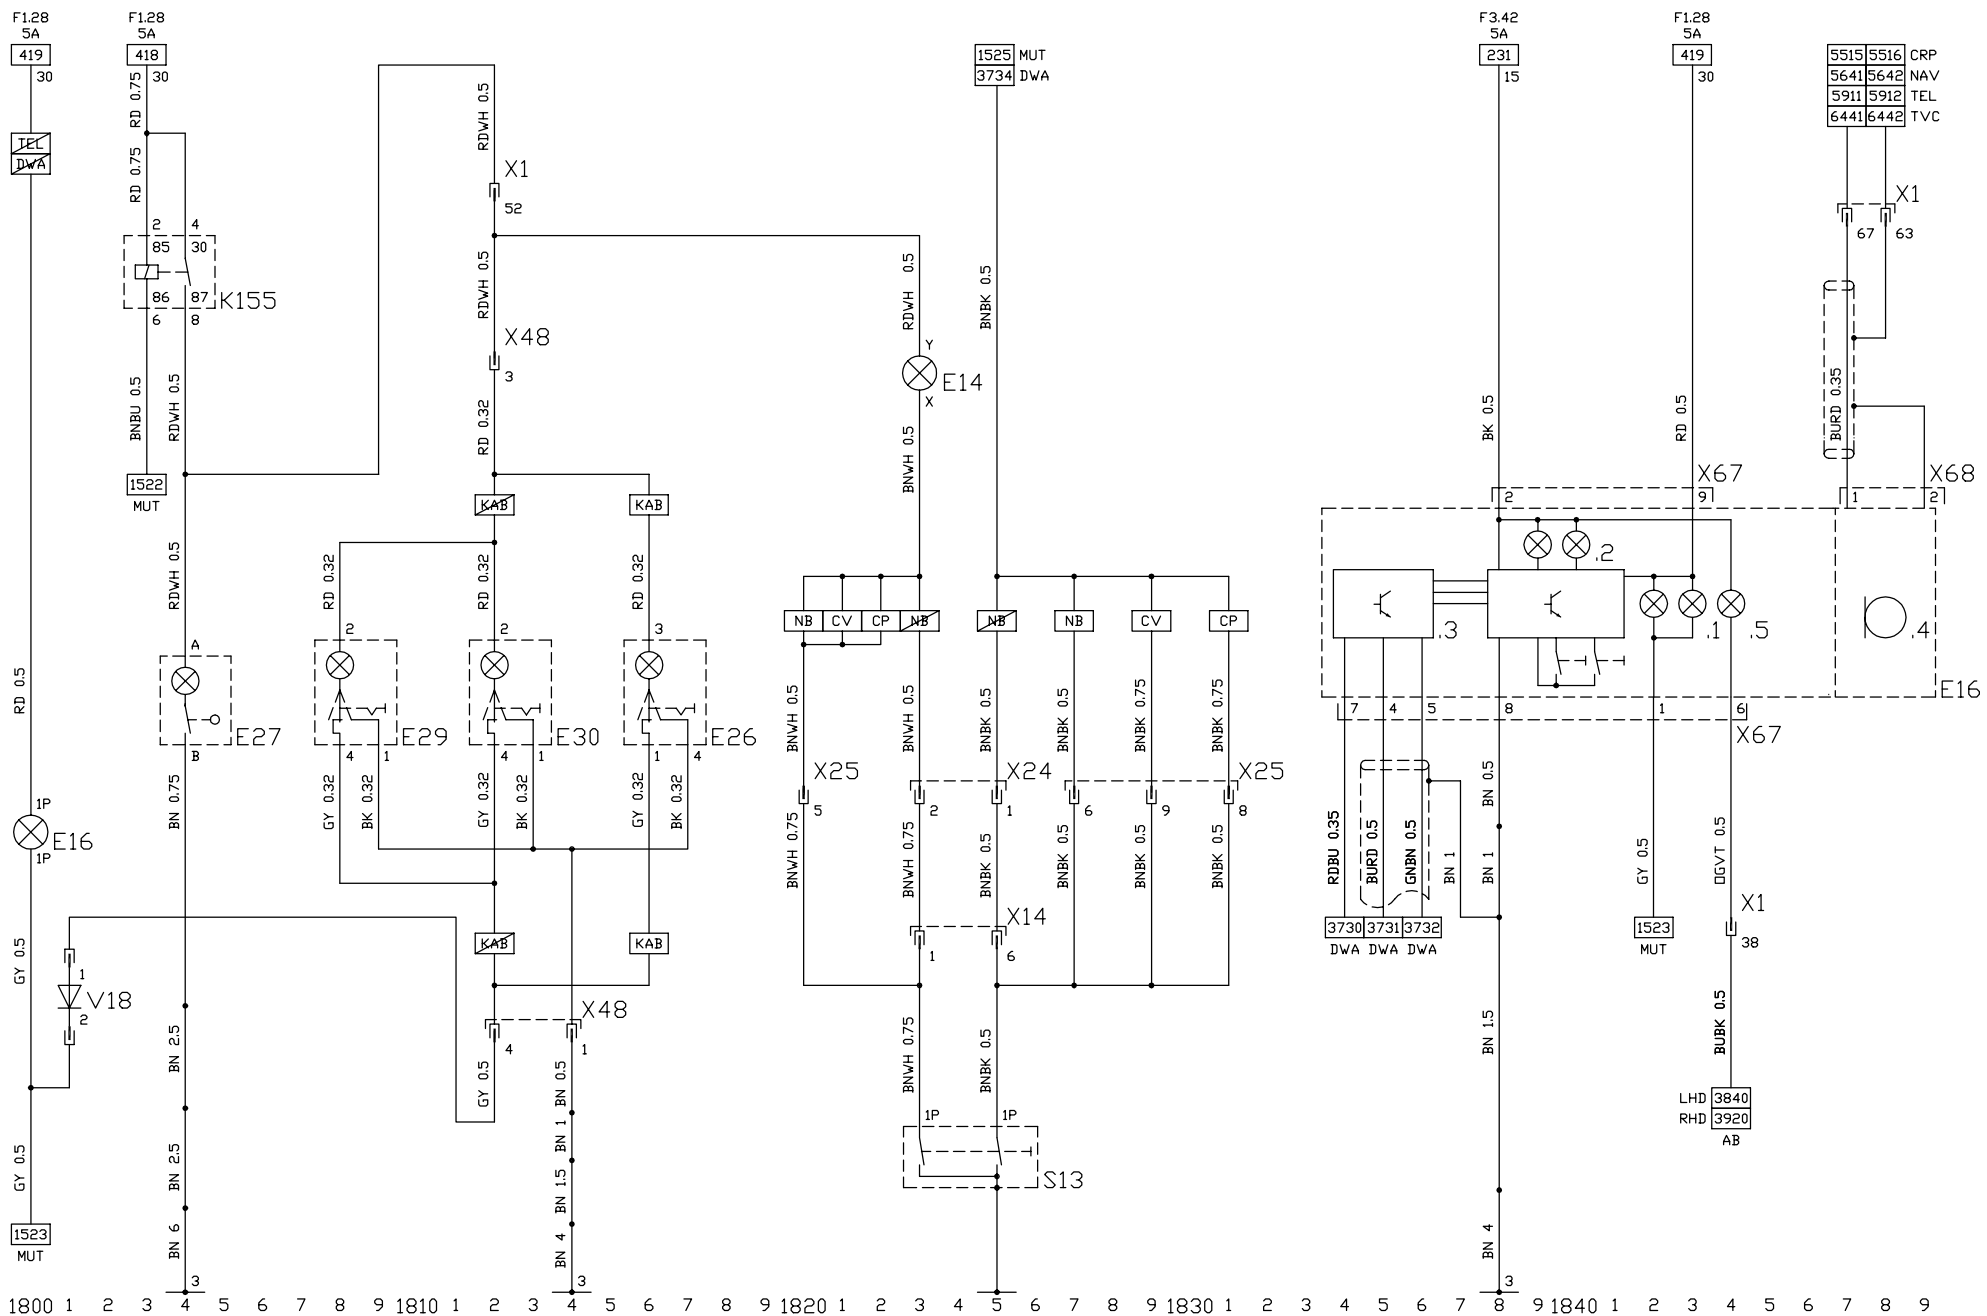 F1.28 F1.28 F3.42 F1.28
5A 5A 5A 5A
419 418 1525 MUT 231 419 5515 5516 CRP
30 30 3734 DWA 15 30 5641 5642 NAV
5911 5912 TEL
6441 6442 TVC
TEL
DWA
RD 0.75
RD 0.75
RDWH 0.5
X1
52
X1
67 63
2 4
85 30
86 87 K155
6 8
RDWH 0.5
RDWH 0.5
BNBK 0.5
X48
3
Y
E14
X
BNBU 0.5
RDWH 0.5
RD 0.32
BNWH 0.5
BK 0.5
RD 0.5
BURD 0.35
1522
MUT
X67
X68
2 9 1 2
KAB KAB
RDWH 0.5
RD 0.32
RD 0.32
RD 0.32
NB CV CP NB NB NB CV CP
.2
.3 .1 .5 .4
A 2 2 3
E27 E29 E30 E26 E16
B 4 1 4 1 1 4
7 4 5 8 1 6
X67
RD 0.5
BNWH 0.5
BNWH 0.5
BNBK 0.5
BNBK 0.5
BNBK 0.75
BNBK 0.75
X25 X24 X25
5 2 1 6 9 8
BN 0.75
GY 0.32
BK 0.32
GY 0.32
BK 0.32
GY 0.32
BK 0.32
1P
E16
1P
BNWH 0.75
BNWH 0.75
BNBK 0.5
BNBK 0.5
BNBK 0.5
BNBK 0.5
RDBU 0.35
BURD 0.5
GNBN 0.5
BN 1
BN 0.5
BN 1
GY 0.5
GVT 0.5
X1
38
X14
1 6
3730 3731 3732 1523
DWA DWA DWA MUT
KAB KAB
GY 0.5
1
V18
2
X48
4 1
BN 2.5
GY 0.5
BN 0.5
BNWH 0.75
BNBK 0.5
BN 1.5
BUBK 0.5
LHD 3840
RHD 3920
AB
1P 1P
S13
GY 0.5
BN 2.5
BN 1
BN 1.5
1523
MUT
BN 6
BN 4
BN 4
3 3 3
1800 1 2 3 4 5 6 7 8 9 1810 1 2 3 4 5 6 7 8 9 1820 1 2 3 4 5 6 7 8 9 1830 1 2 3 4 5 6 7 8 9 1840 1 2 3 4 5 6 7 8 9